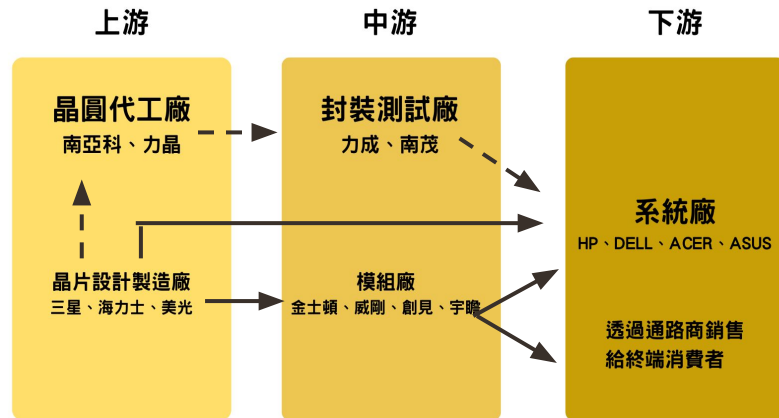 上游
中游
下游
晶圓代工廠
南亞科、力晶
封裝測試廠
力成、南茂
系統廠
HP、DELL、ACER、ASUS
晶片設計製造廠
三星、海力士、美光
模組廠
金士頓、威剛、創見、宇瞻
透過通路商銷售
給終端消費者